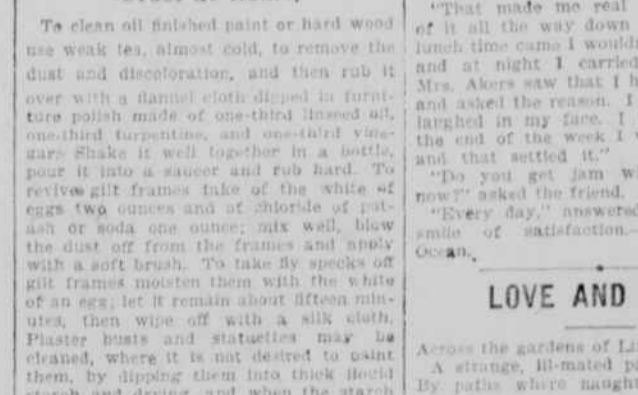 To clean oil finished paint or hard wood
use weak tea, almost cold, to remove the
dust and discoloration, and then rub it
over with a flannel cloth dipped in furni-
ture polish made of one-third linseed oil,
one-third turpentine, and one-third vine-
gar. Shake it well together in a bottle,
pour it into a saucer and rub hard. To
revive gilt frames take of the white of
eggs two ounces and of chloride of pot-
ash or soda one ounce; mix well, blow
the dust off from the frames and apply
with a soft brush. To take fly specks off
gilt frames moisten them with the white
of an egg; let it remain about fifteen min-
utes, then wipe off with a silk cloth.
Plaster busts and statuettes may be
cleaned, where it is not desired to paint
them, by dipping them into thick liquid
starch and drying, and when the starch
"That made me real
of it all the way down
lunch time came I would
and at night I carried
Mrs. Akers saw that I h
and asked the reason. I
laughed in my face. I
the end of the week I
and that settled it."
"Do you get jam w
now?" asked the friend.
"Every day," answered
smile of satisfaction.—
Ocean.
LOVE AND
Across the gardens of
A strange, ill-mated
By paths where naught